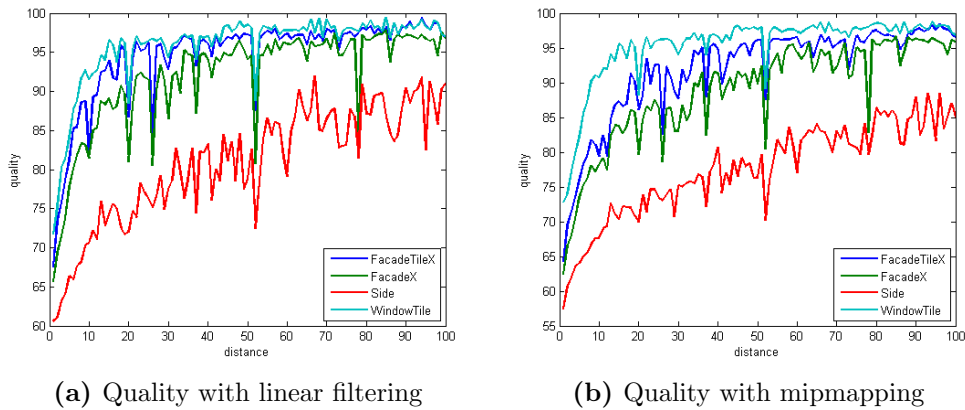 100
95
90
85
80
75
70
65
60
quality
0 10 20 30 40 50 60 70 80 90 100
distance
FacadeTileX
FacadeX
Side
WindowTile
(a) Quality with linear filtering
100
95
90
85
80
75
70
65
60
55
quality
0 10 20 30 40 50 60 70 80 90 100
distance
FacadeTileX
FacadeX
Side
WindowTile
(b) Quality with mipmapping